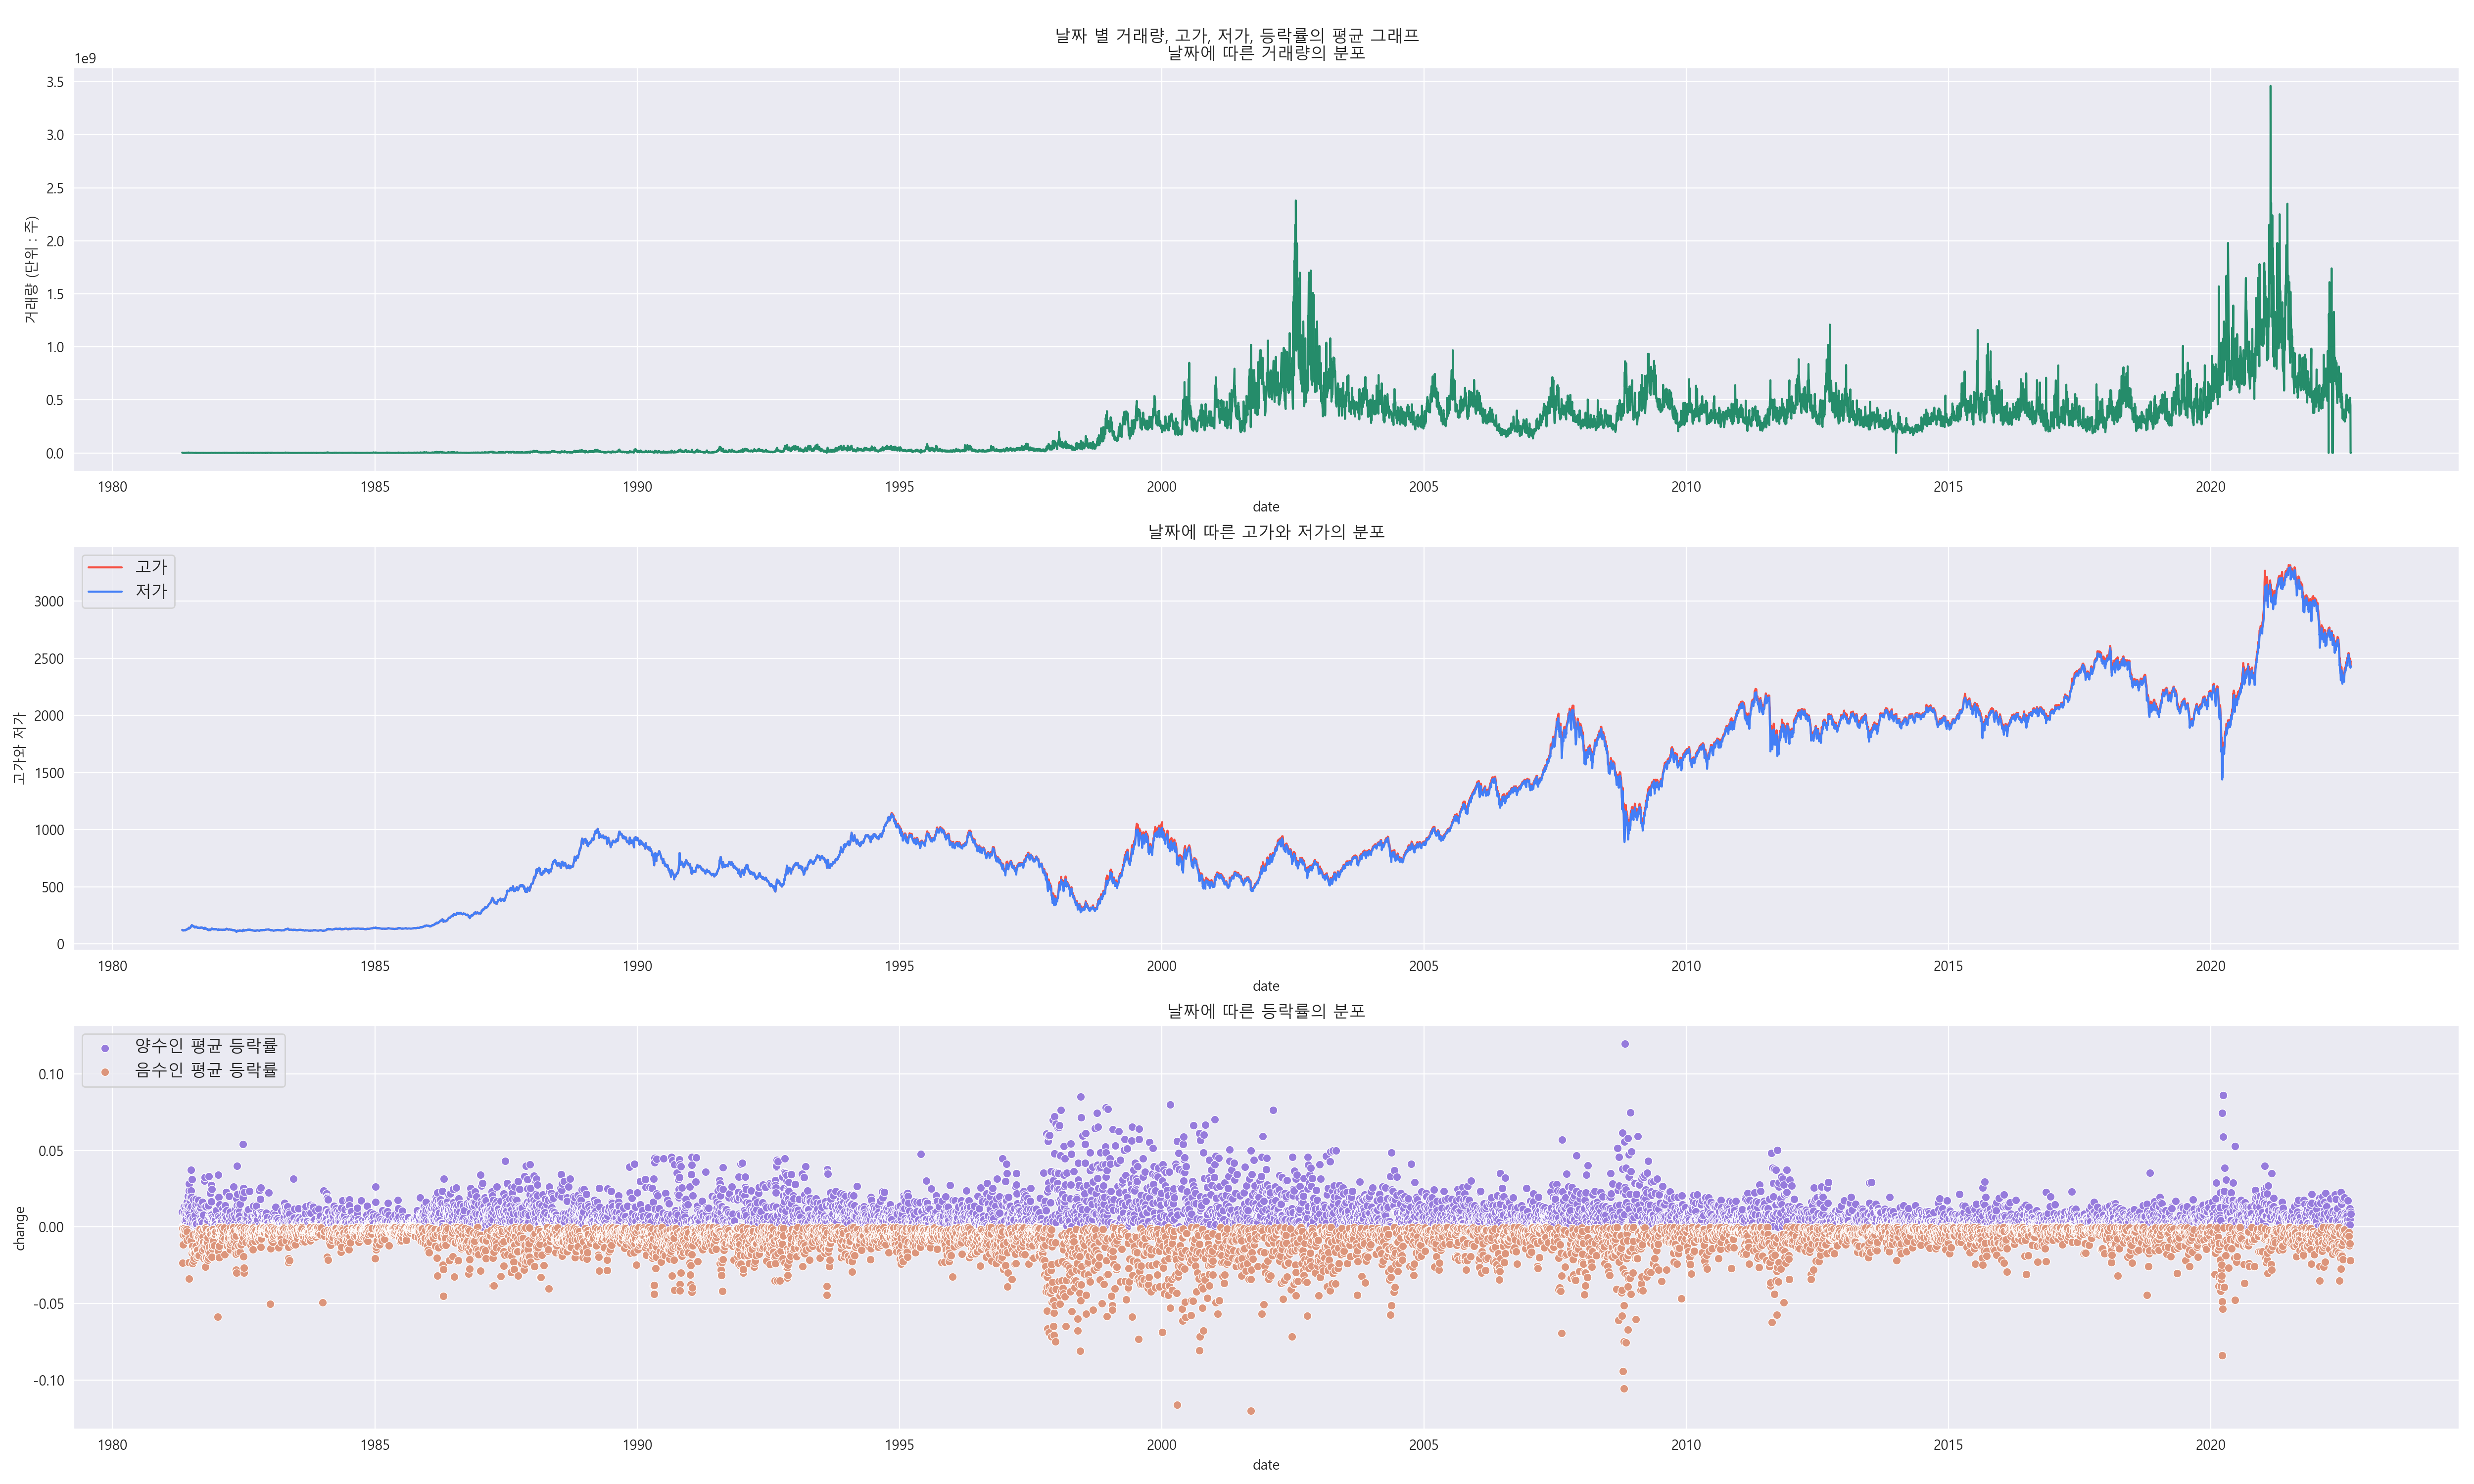 날짜 별 거래량, 고가, 저가, 등락률의 평균 그래프
날짜에 따른 거래량의 분포
1e9
3.5
3.0
2.5
2.0
1.5
1.0
0.5
0.0
거래량 (단위 : 주)
1980 1985 1990 1995 2000 2005 2010 2015 2020
date
날짜에 따른 고가와 저가의 분포
고가
저가
3000
2500
2000
1500
1000
500
0
고가와 저가
1980 1985 1990 1995 2000 2005 2010 2015 2020
date
날짜에 따른 등락률의 분포
양수인 평균 등락률
음수인 평균 등락률
0.10
0.05
0.00
-0.05
-0.10
change
1980 1985 1990 1995 2000 2005 2010 2015 2020
date